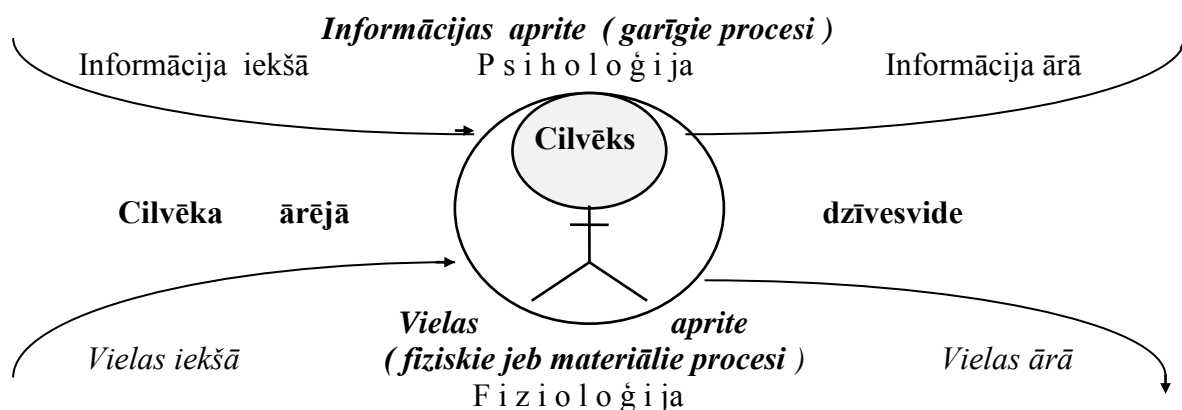 Informācijas aprite ( garīgie procesi )
Informācija iekšā P s i h o l o ģ i j a Informācija ārā
Cilvēks
Cilvēka ārējā dzīvesvide
Vielas aprite
Vielas iekšā ( fiziskie jeb materiālie procesi ) Vielas ārā
F i z i o l o ģ i ja